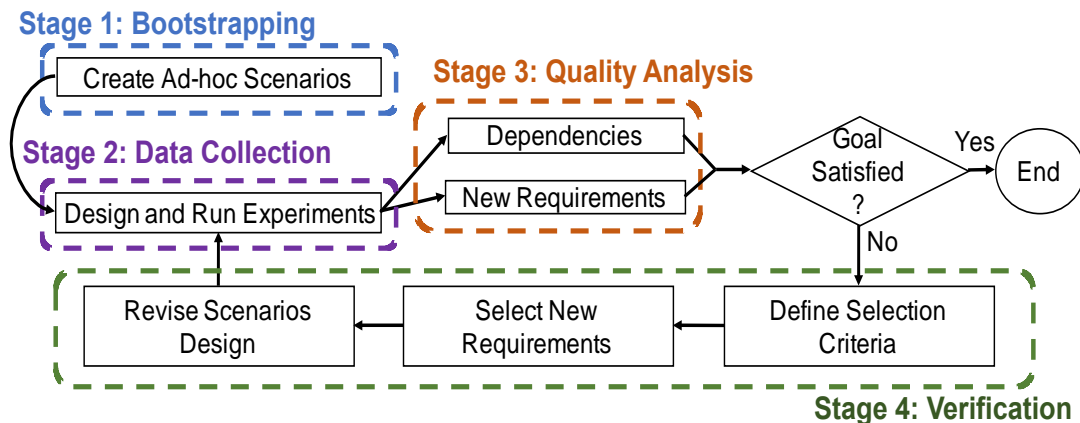 Stage 1: Bootstrapping
Create Ad-hoc Scenarios
Stage 2: Data Collection
Design and Run Experiments
Stage 3: Quality Analysis
Dependencies
New Requirements
Goal
Satisfied
?
Yes
End
No
Define Selection
Criteria
Select New
Requirements
Revise Scenarios
Design
Stage 4: Verification